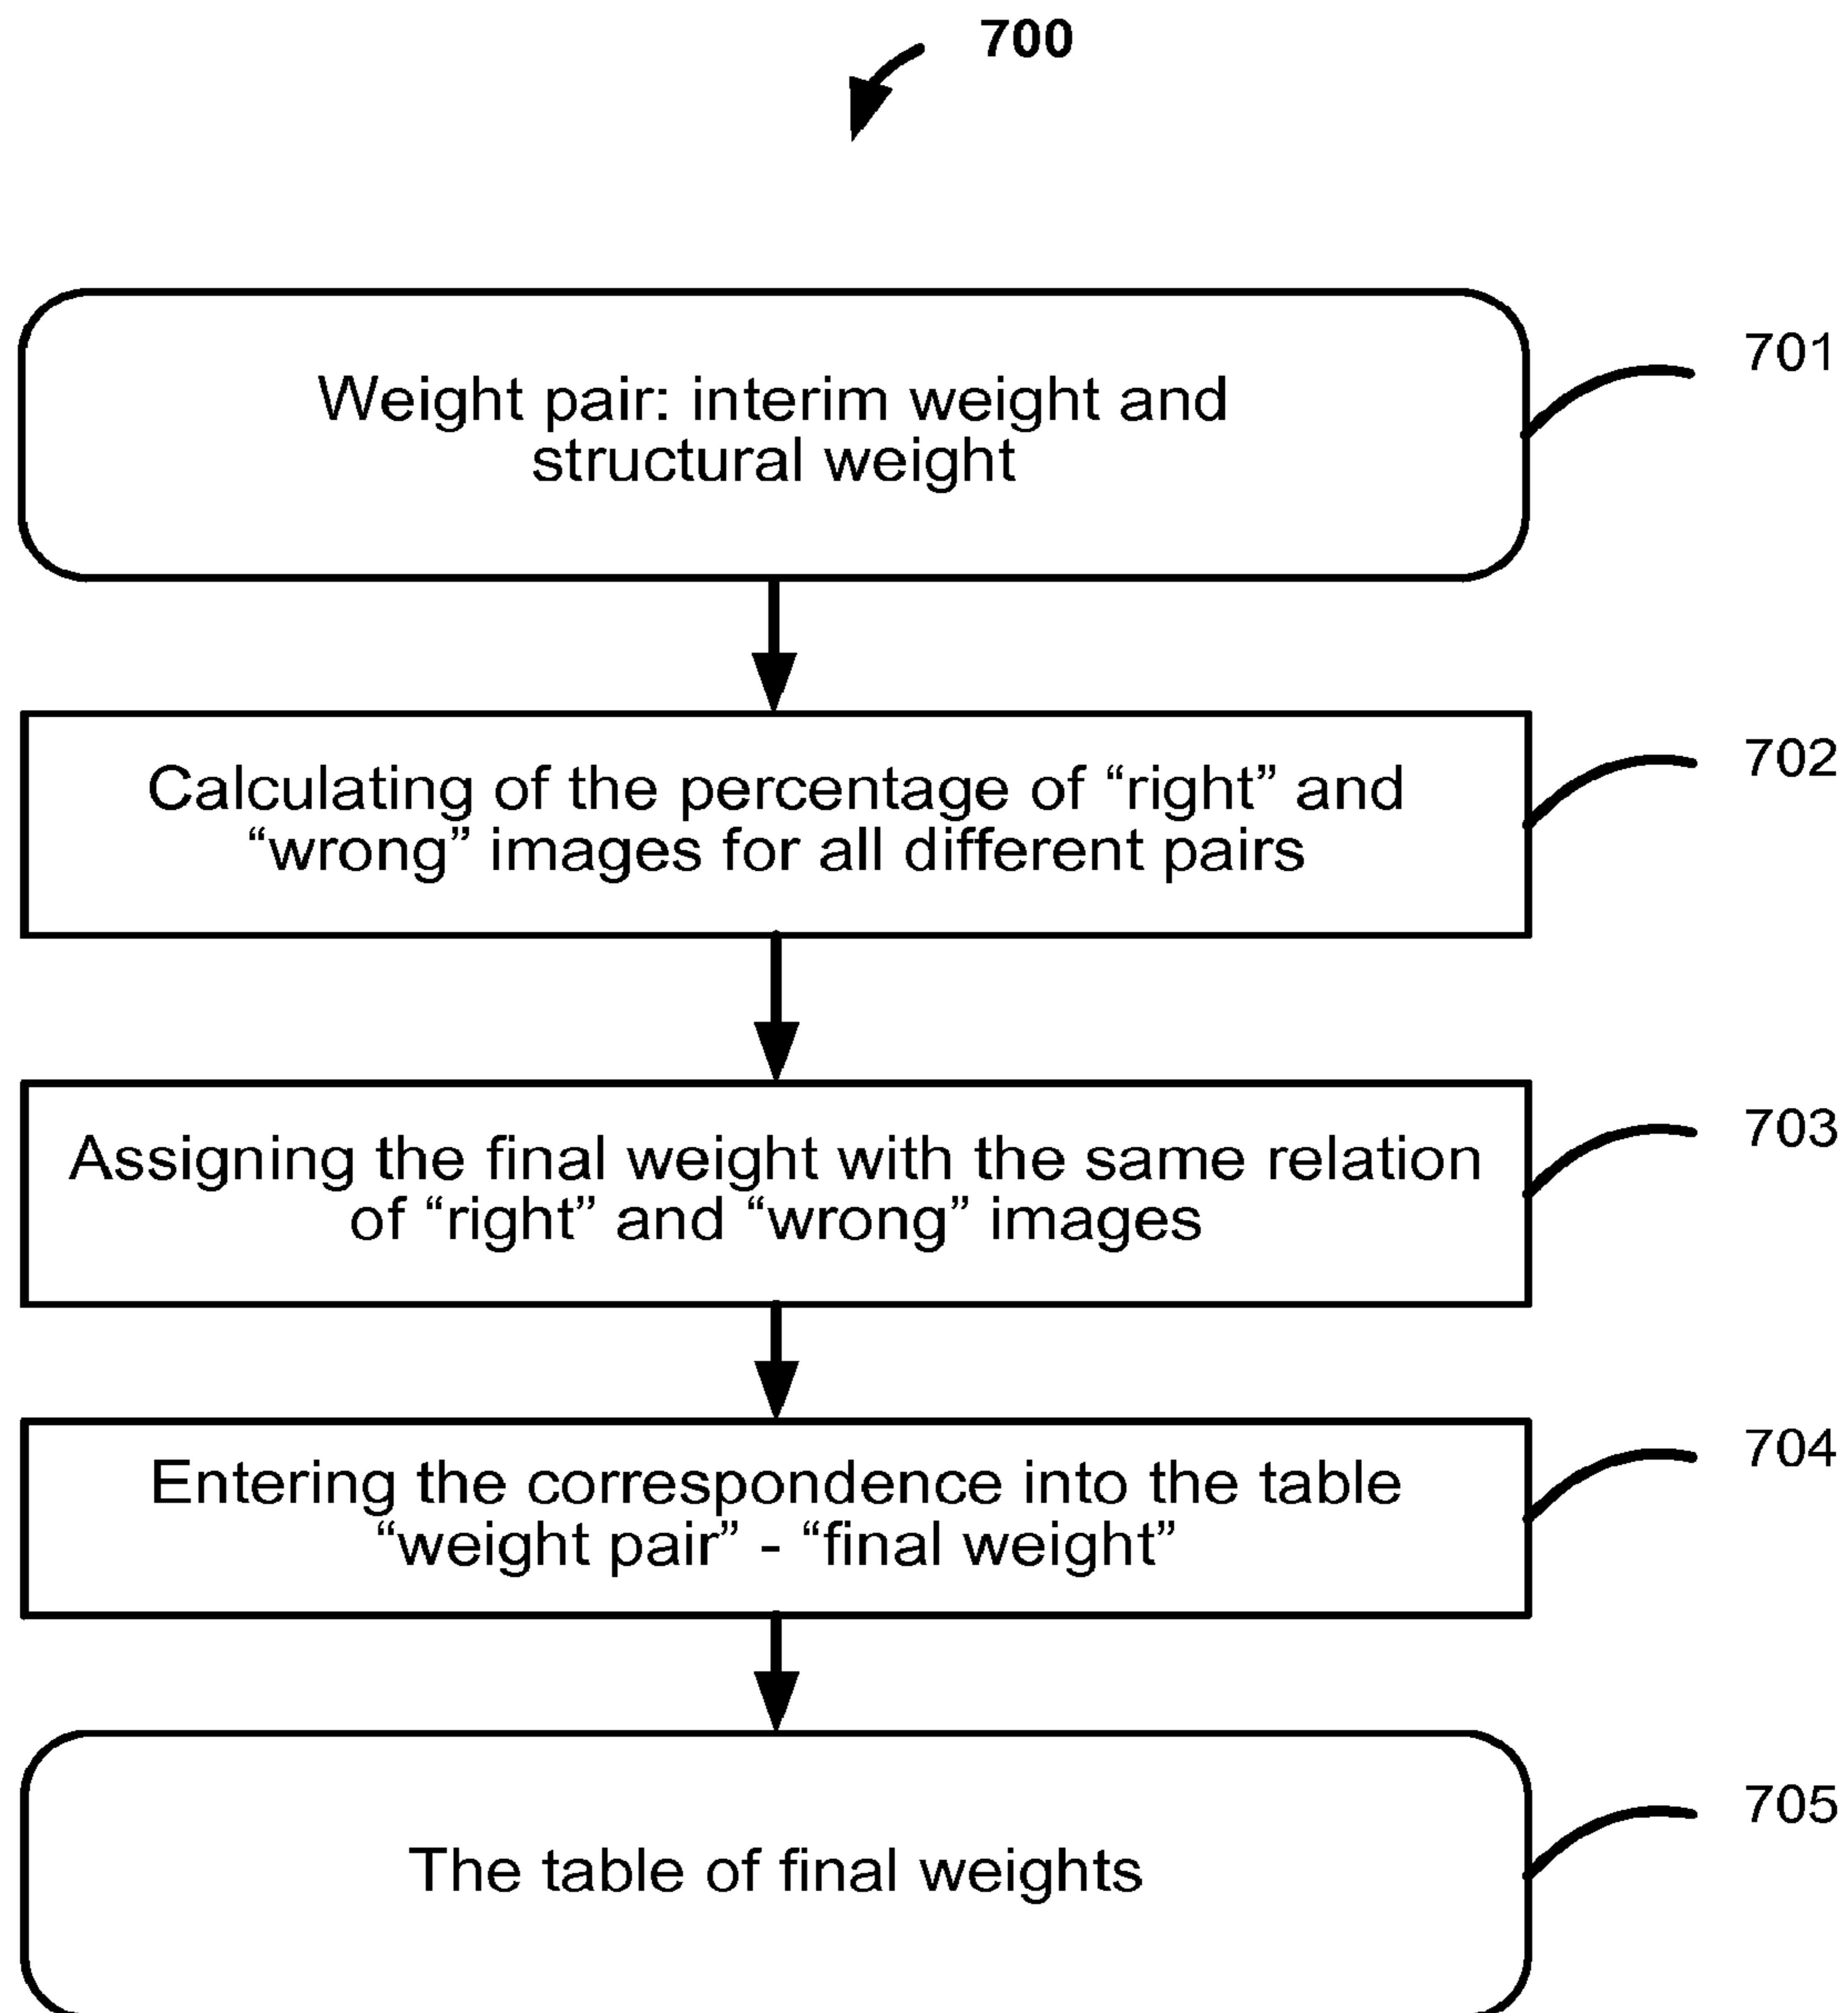 700
Weight pair: interim weight and
structural weight
701
Calculating of the percentage of “right” and
“wrong” images for all different pairs
702
Assigning the final weight with the same relation
of “right” and “wrong” images
703
Entering the correspondence into the table
“weight pair” - “final weight”
704
The table of final weights
705